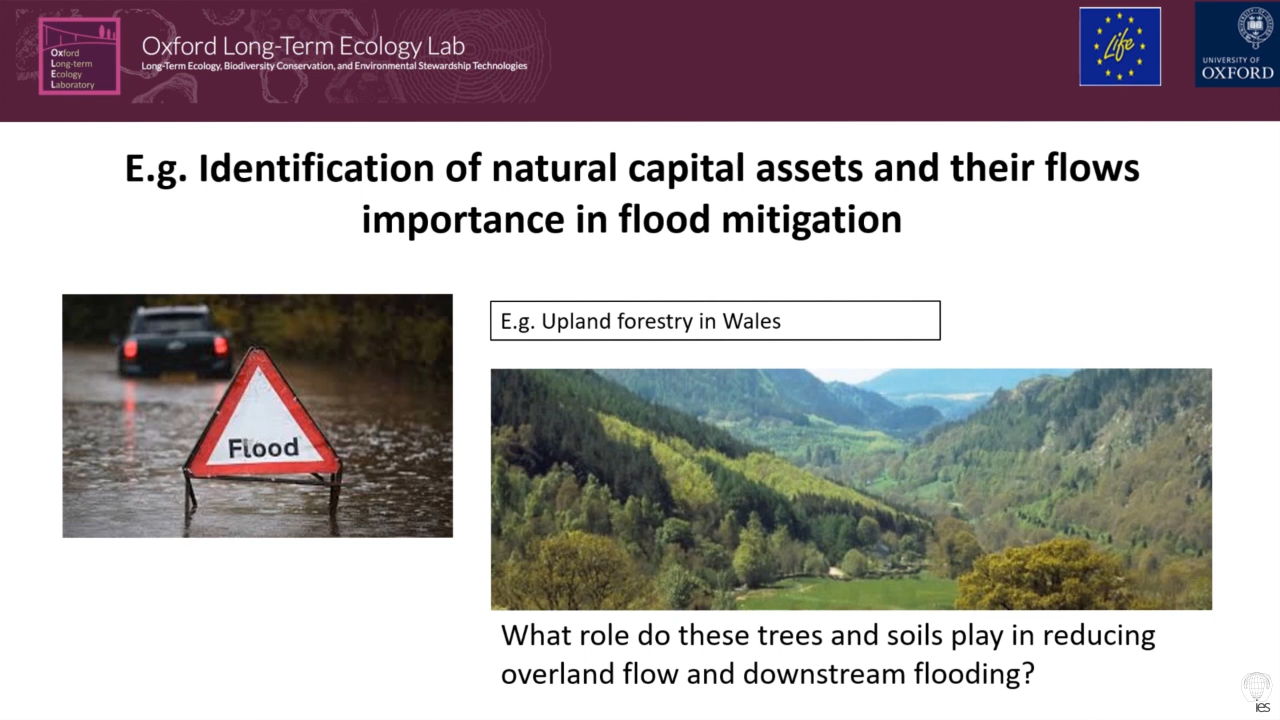 Oxford
Long-term
Ecology
Laboratory
Oxford Long-Term Ecology Lab
Long-Term Ecology, Biodiversity Conservation, and Environmental Stewardship Technologies
Life
UNIVERSITY OF
OXFORD
E.g. Identification of natural capital assets and their flows
importance in flood mitigation
Flood
E.g. Upland forestry in Wales
What role do these trees and soils play in reducing
overland flow and downstream flooding?
ies